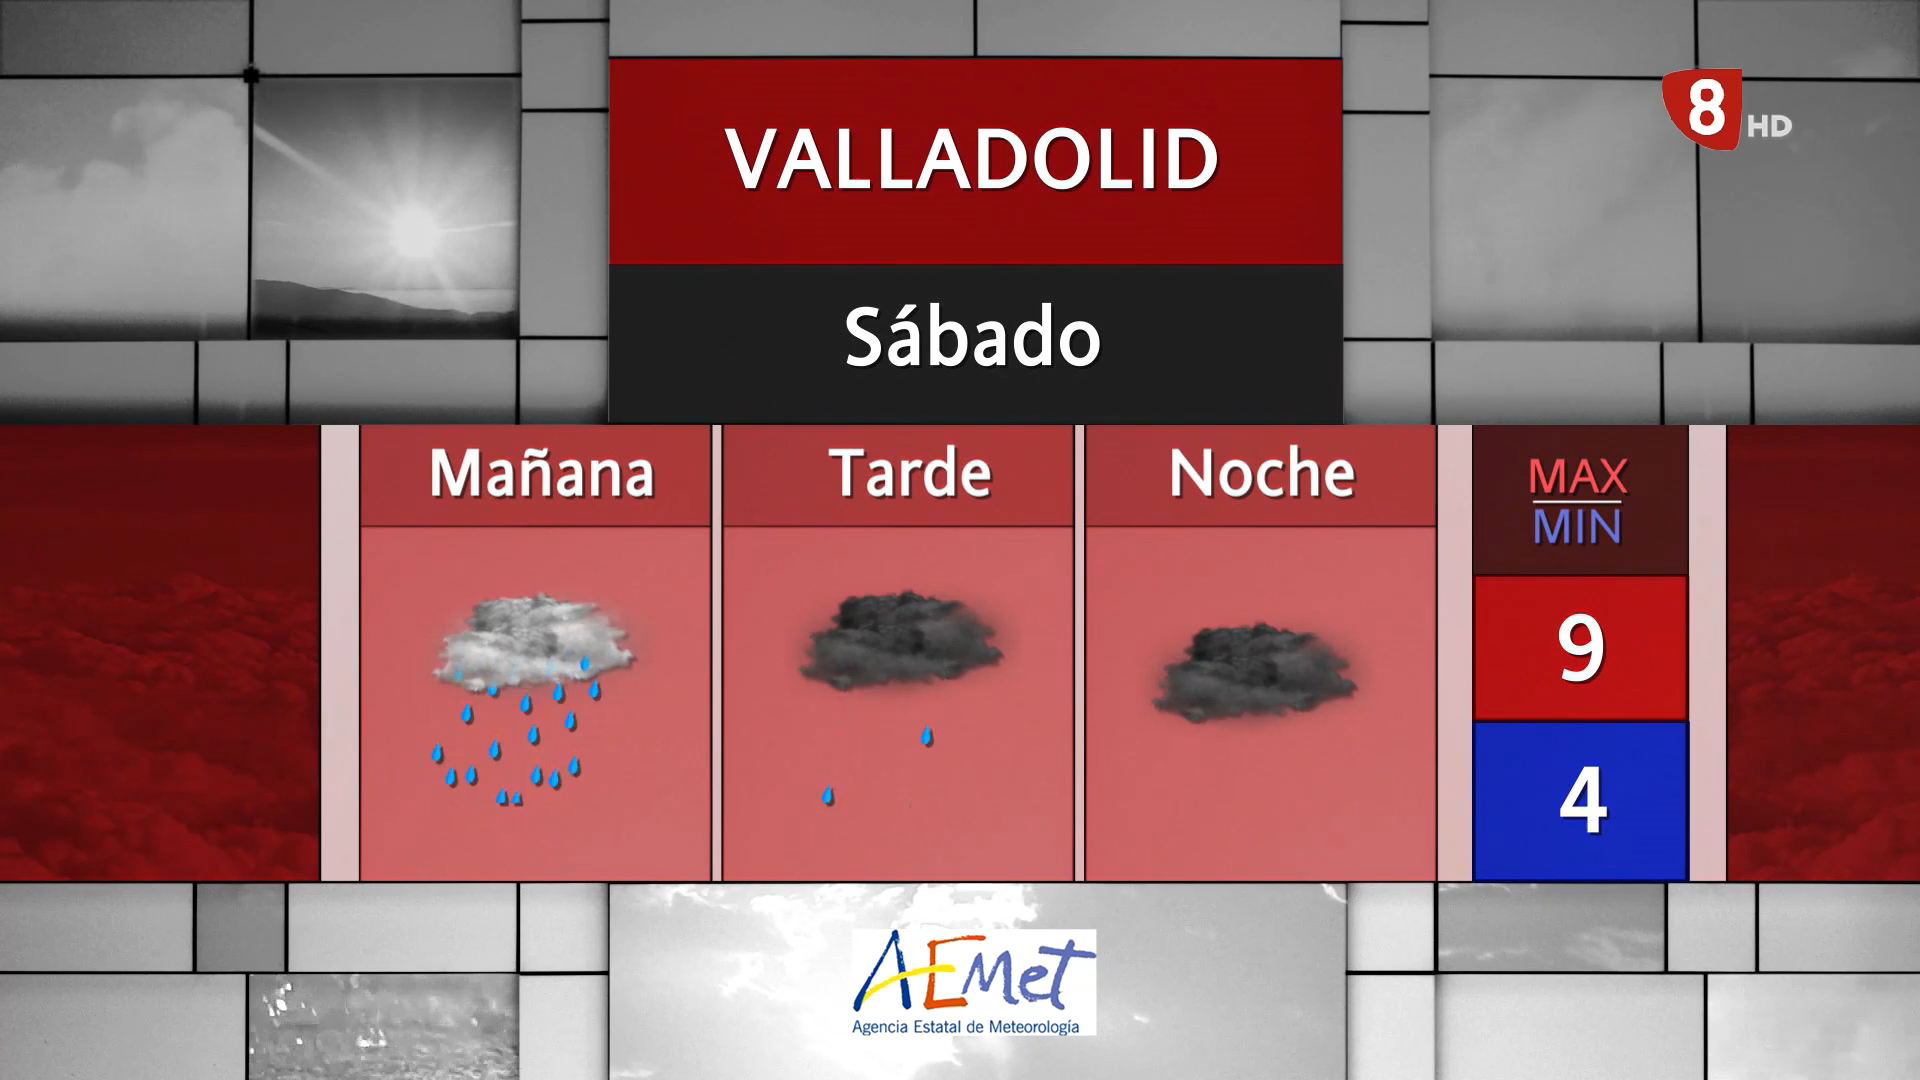 8 HD
VALLADOLID
Sábado
Mañana
Tarde
Noche
MAX
MIN
9
4
AEMet
Agencia Estatal de Meteorología